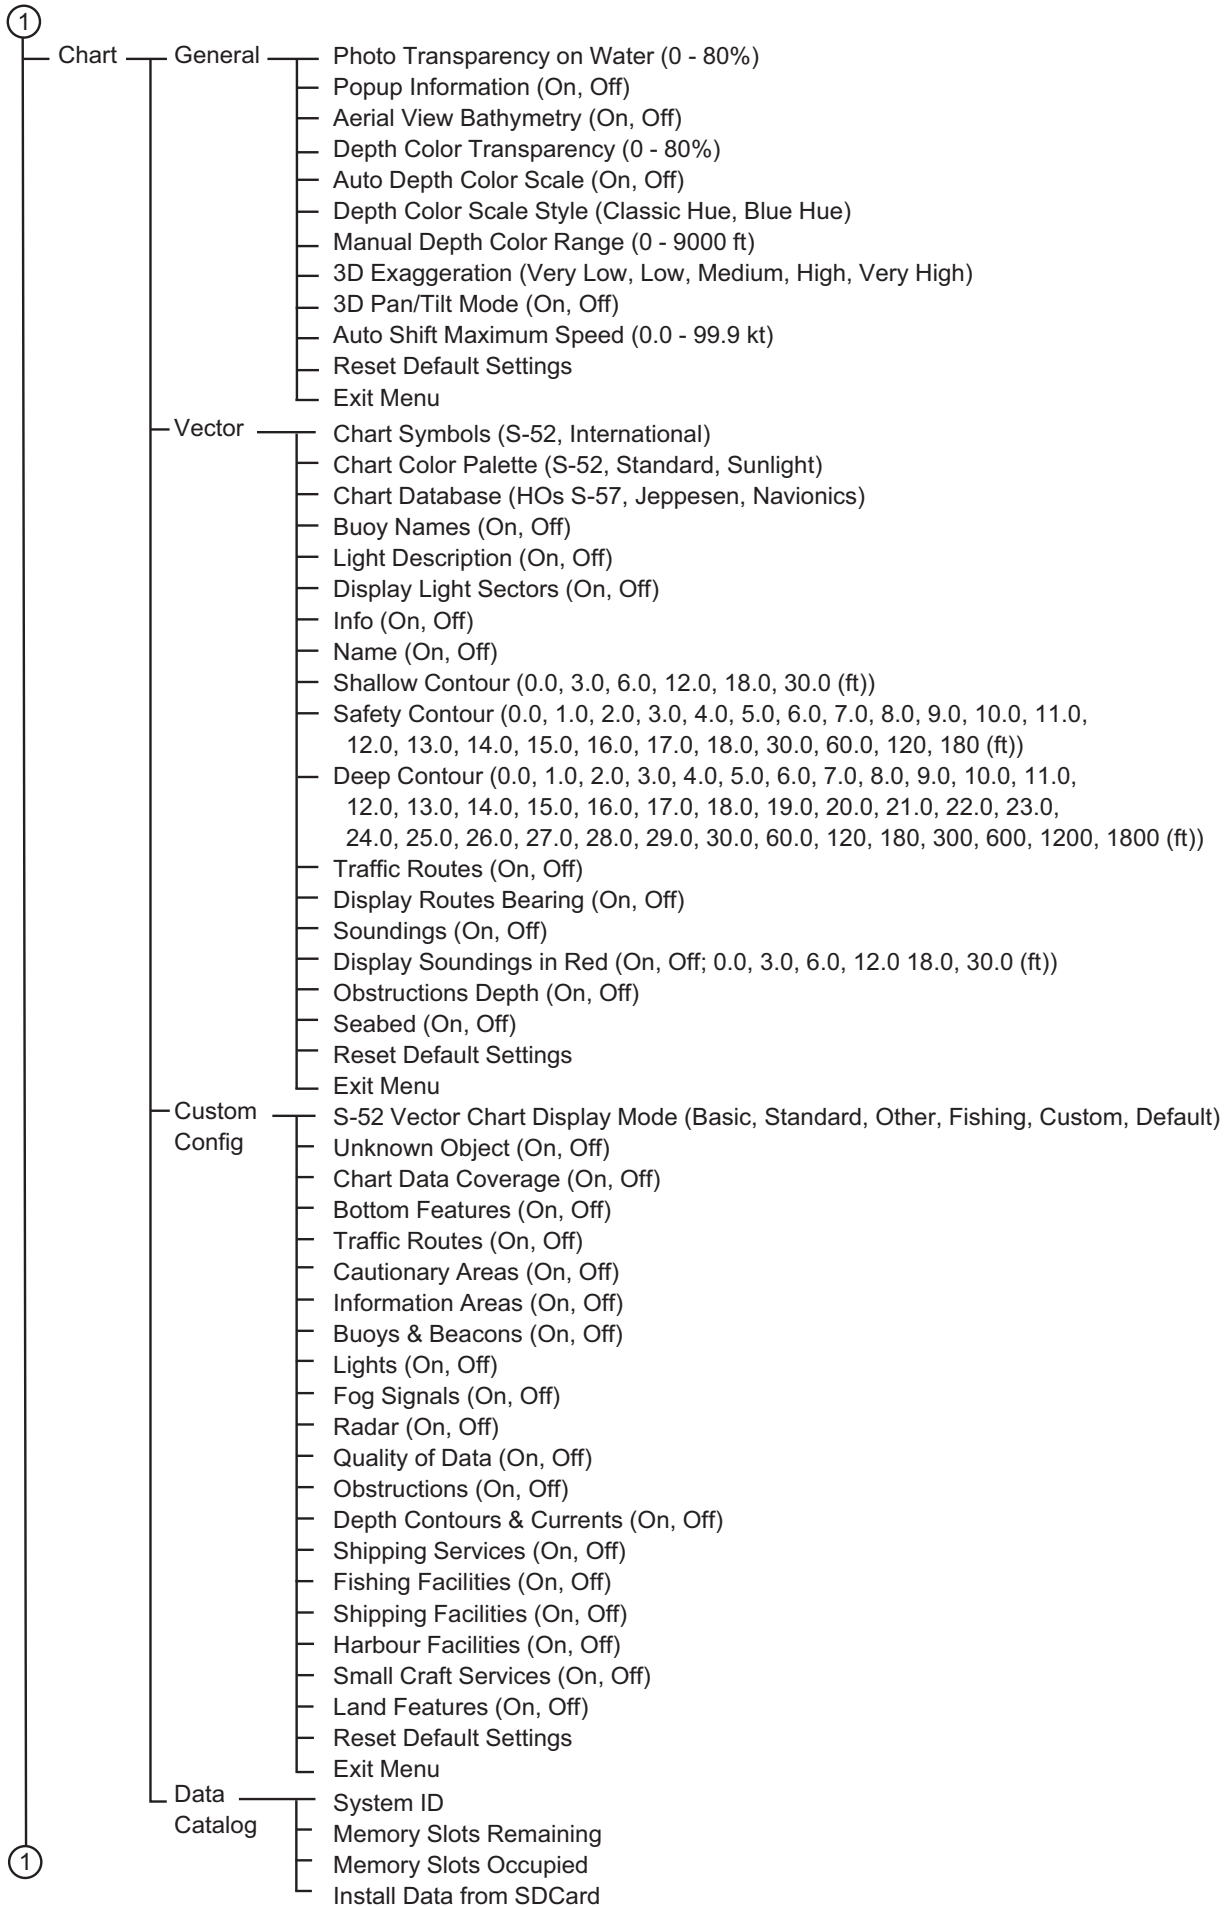 1
Chart General Photo Transparency on Water (0 - 80%)
Popup Information (On, Off)
Aerial View Bathymetry (On, Off)
Depth Color Transparency (0 - 80%)
Auto Depth Color Scale (On, Off)
Depth Color Scale Style (Classic Hue, Blue Hue)
Manual Depth Color Range (0 - 9000 ft)
3D Exaggeration (Very Low, Low, Medium, High, Very High)
3D Pan/Tilt Mode (On, Off)
Auto Shift Maximum Speed (0.0 - 99.9 kt)
Reset Default Settings
Exit Menu
Vector Chart Symbols (S-52, International)
Chart Color Palette (S-52, Standard, Sunlight)
Chart Database (HOs S-57, Jeppesen, Navionics)
Buoy Names (On, Off)
Light Description (On, Off)
Display Light Sectors (On, Off)
Info (On, Off)
Name (On, Off)
Shallow Contour (0.0, 3.0, 6.0, 12.0, 18.0, 30.0 (ft))
Safety Contour (0.0, 1.0, 2.0, 3.0, 4.0, 5.0, 6.0, 7.0, 8.0, 9.0, 10.0, 11.0,
12.0, 13.0, 14.0, 15.0, 16.0, 17.0, 18.0, 30.0, 60.0, 120, 180 (ft))
Deep Contour (0.0, 1.0, 2.0, 3.0, 4.0, 5.0, 6.0, 7.0, 8.0, 9.0, 10.0, 11.0,
12.0, 13.0, 14.0, 15.0, 16.0, 17.0, 18.0, 19.0, 20.0, 21.0, 22.0, 23.0,
24.0, 25.0, 26.0, 27.0, 28.0, 29.0, 30.0, 60.0, 120, 180, 300, 600, 1200, 1800 (ft))
Traffic Routes (On, Off)
Display Routes Bearing (On, Off)
Soundings (On, Off)
Display Soundings in Red (On, Off; 0.0, 3.0, 6.0, 12.0 18.0, 30.0 (ft))
Obstructions Depth (On, Off)
Seabed (On, Off)
Reset Default Settings
Exit Menu
Custom S-52 Vector Chart Display Mode (Basic, Standard, Other, Fishing, Custom, Default)
Config Unknown Object (On, Off)
Chart Data Coverage (On, Off)
Bottom Features (On, Off)
Traffic Routes (On, Off)
Cautionary Areas (On, Off)
Information Areas (On, Off)
Buoys & Beacons (On, Off)
Lights (On, Off)
Fog Signals (On, Off)
Radar (On, Off)
Quality of Data (On, Off)
Obstructions (On, Off)
Depth Contours & Currents (On, Off)
Shipping Services (On, Off)
Fishing Facilities (On, Off)
Shipping Facilities (On, Off)
Harbour Facilities (On, Off)
Small Craft Services (On, Off)
Land Features (On, Off)
Reset Default Settings
Exit Menu
Data System ID
Catalog Memory Slots Remaining
Memory Slots Occupied
Install Data from SDCard
1